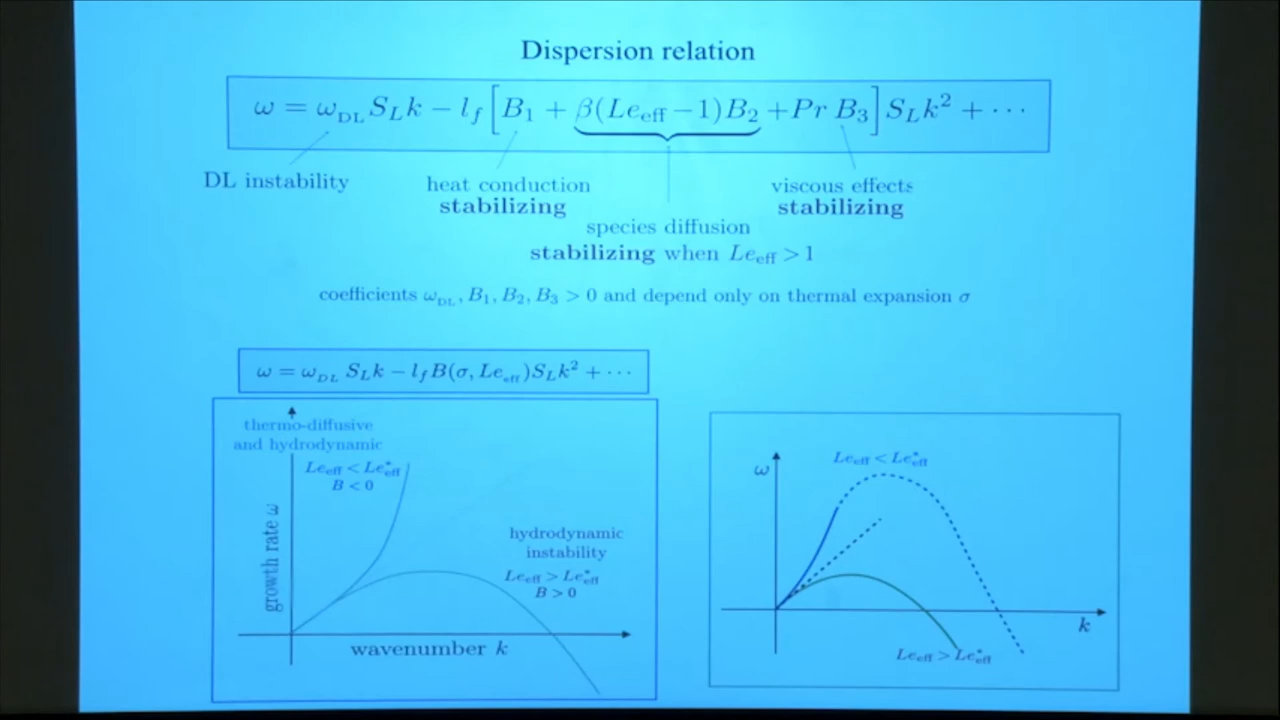 Dispersion relation
ω = ω_DL S_L k − l_f [B_1 + β(Le_eff − 1)B_2 + Pr B_3] S_L k² + ···
DL instability
heat conduction
stabilizing
viscous effects
stabilizing
species diffusion
stabilizing when Le_eff > 1
coefficients ω_DL, B_1, B_2, B_3 > 0 and depend only on thermal expansion σ
ω = ω_DL S_L k − l_f B(σ, Le_eff) S_L k² + ···
thermo-diffusive
and hydrodynamic
Le_eff < Le*_eff
B < 0
growth rate ω
hydrodynamic
instability
Le_eff > Le*_eff
B > 0
wavenumber k
ω
Le_eff < Le*_eff
k
Le_eff > Le*_eff